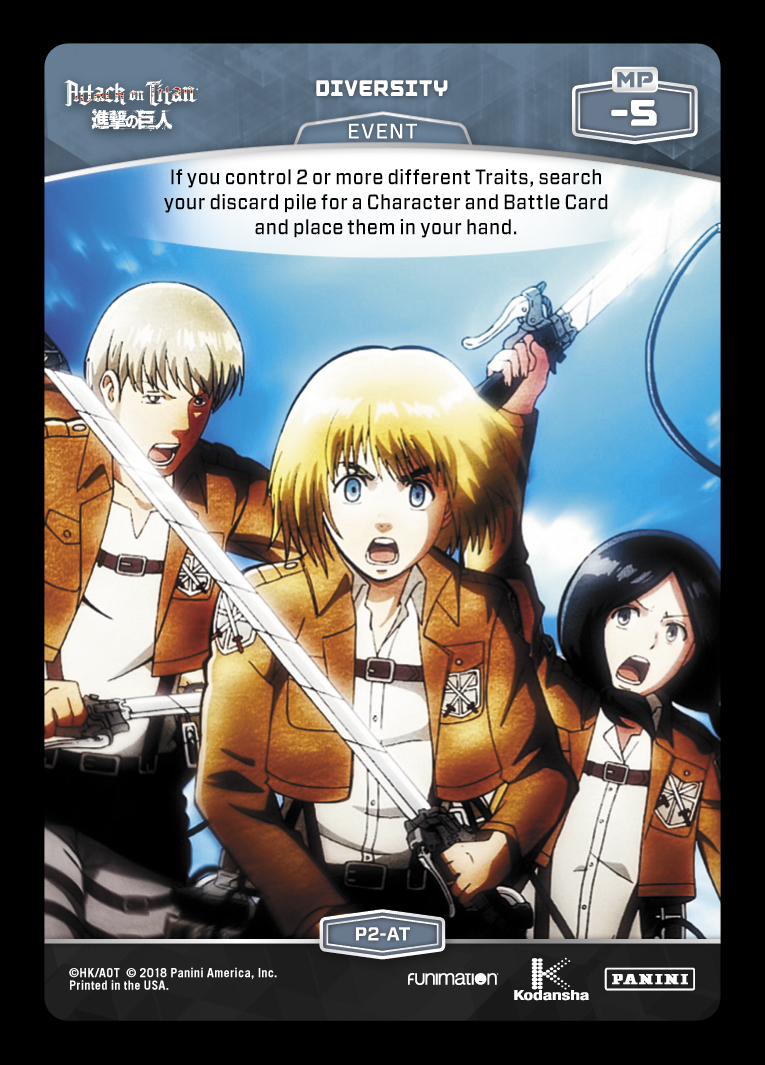 Attack on Titan
進撃の巨人
DIVERSITY
MP
-5
EVENT
If you control 2 or more different Traits, search
your discard pile for a Character and Battle Card
and place them in your hand.
P2-AT
©HK/AOT © 2018 Panini America, Inc.
Printed in the USA.
FUNIMATION
Kodansha
PANINI